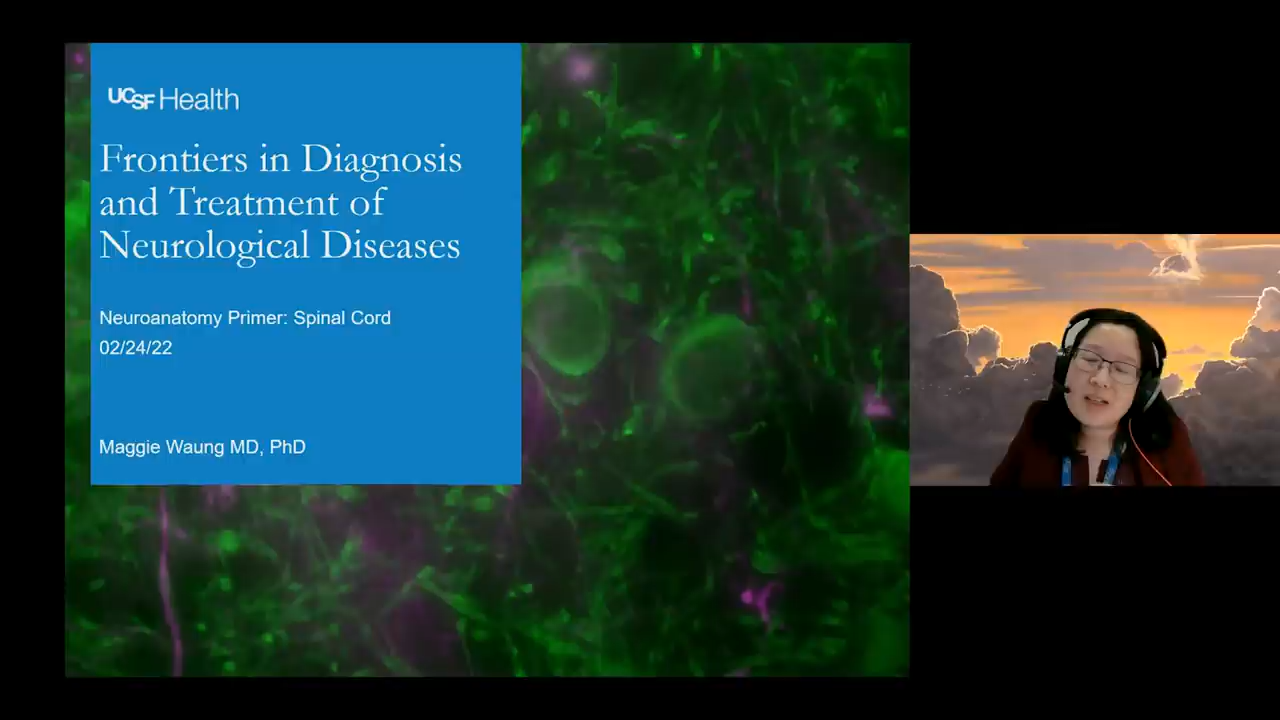 UCSF Health
Frontiers in Diagnosis
and Treatment of
Neurological Diseases
Neuroanatomy Primer: Spinal Cord
02/24/22
Maggie Waung MD, PhD